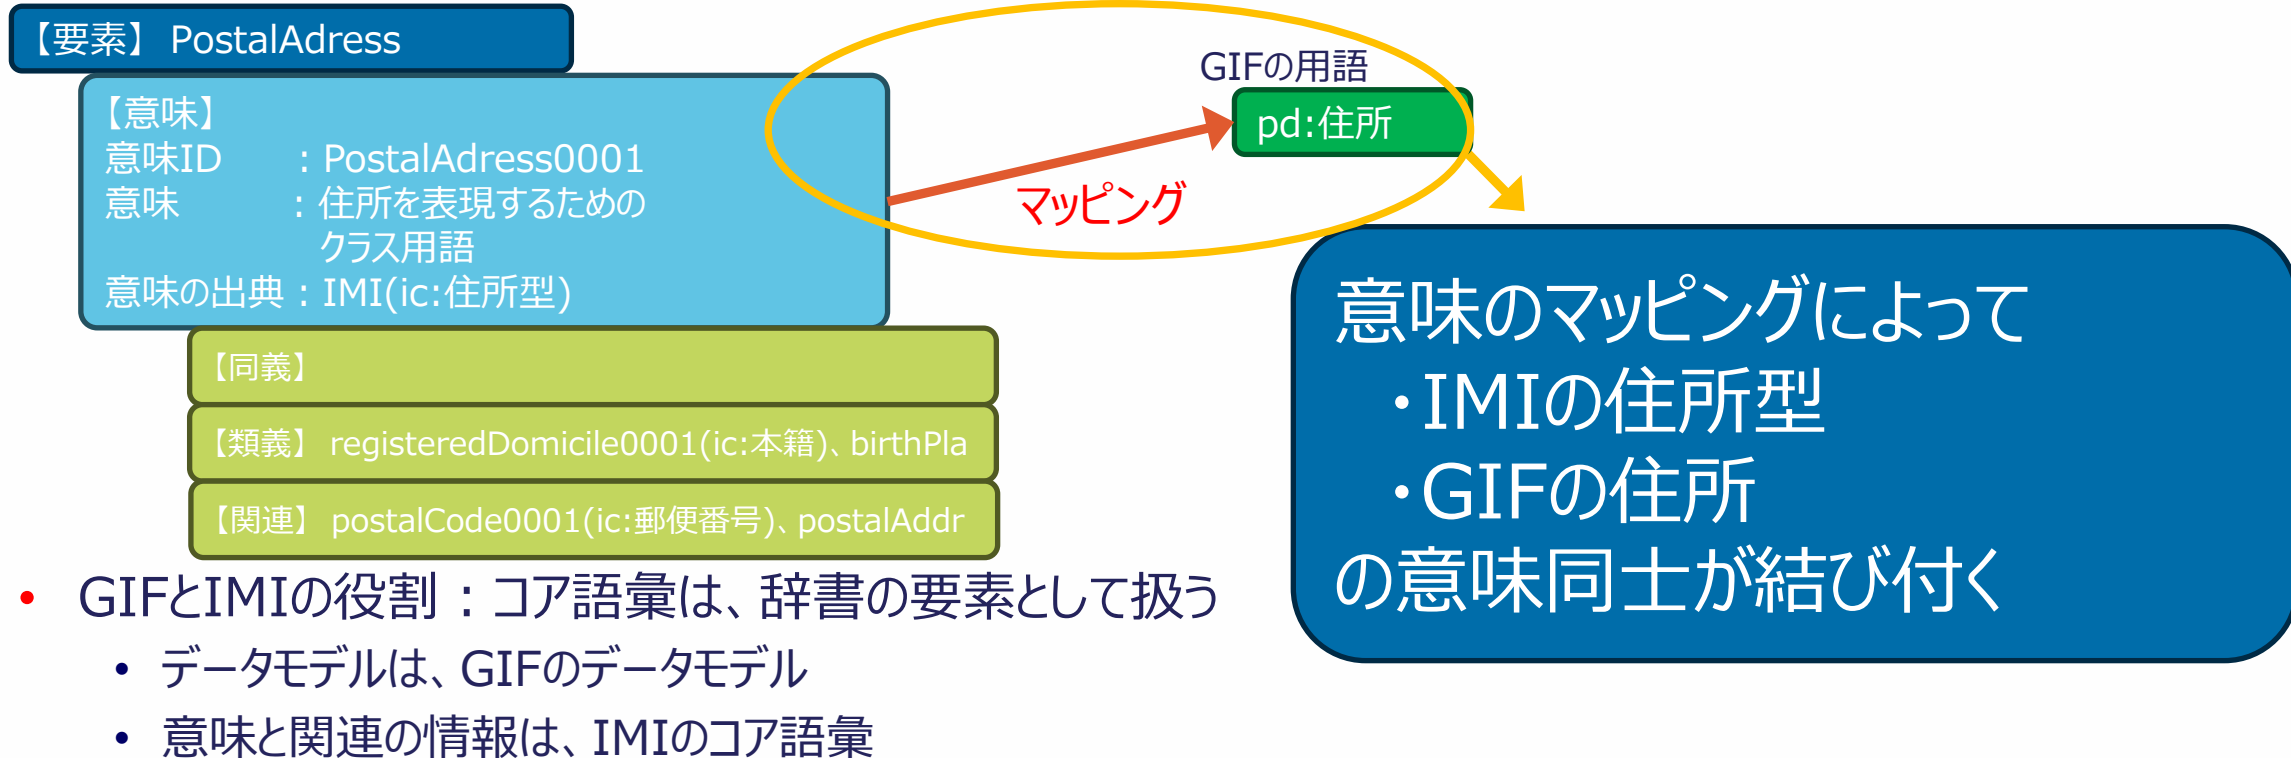 【要素】 PostalAdress
【意味】
意味ID : PostalAdress0001
意味 : 住所を表現するための
クラス用語
意味の出典 : IMI(ic:住所型)
【同義】
【類義】 registeredDomicile0001(ic:本籍)、birthPla
【関連】 postalCode0001(ic:郵便番号)、postalAddr
GIFの用語
pd:住所
マッピング
意味のマッピングによって
・IMIの住所型
・GIFの住所
の意味同士が結び付く
• GIFとIMIの役割：コア語彙は、辞書の要素として扱う
• データモデルは、GIFのデータモデル
• 意味と関連の情報は、IMIのコア語彙